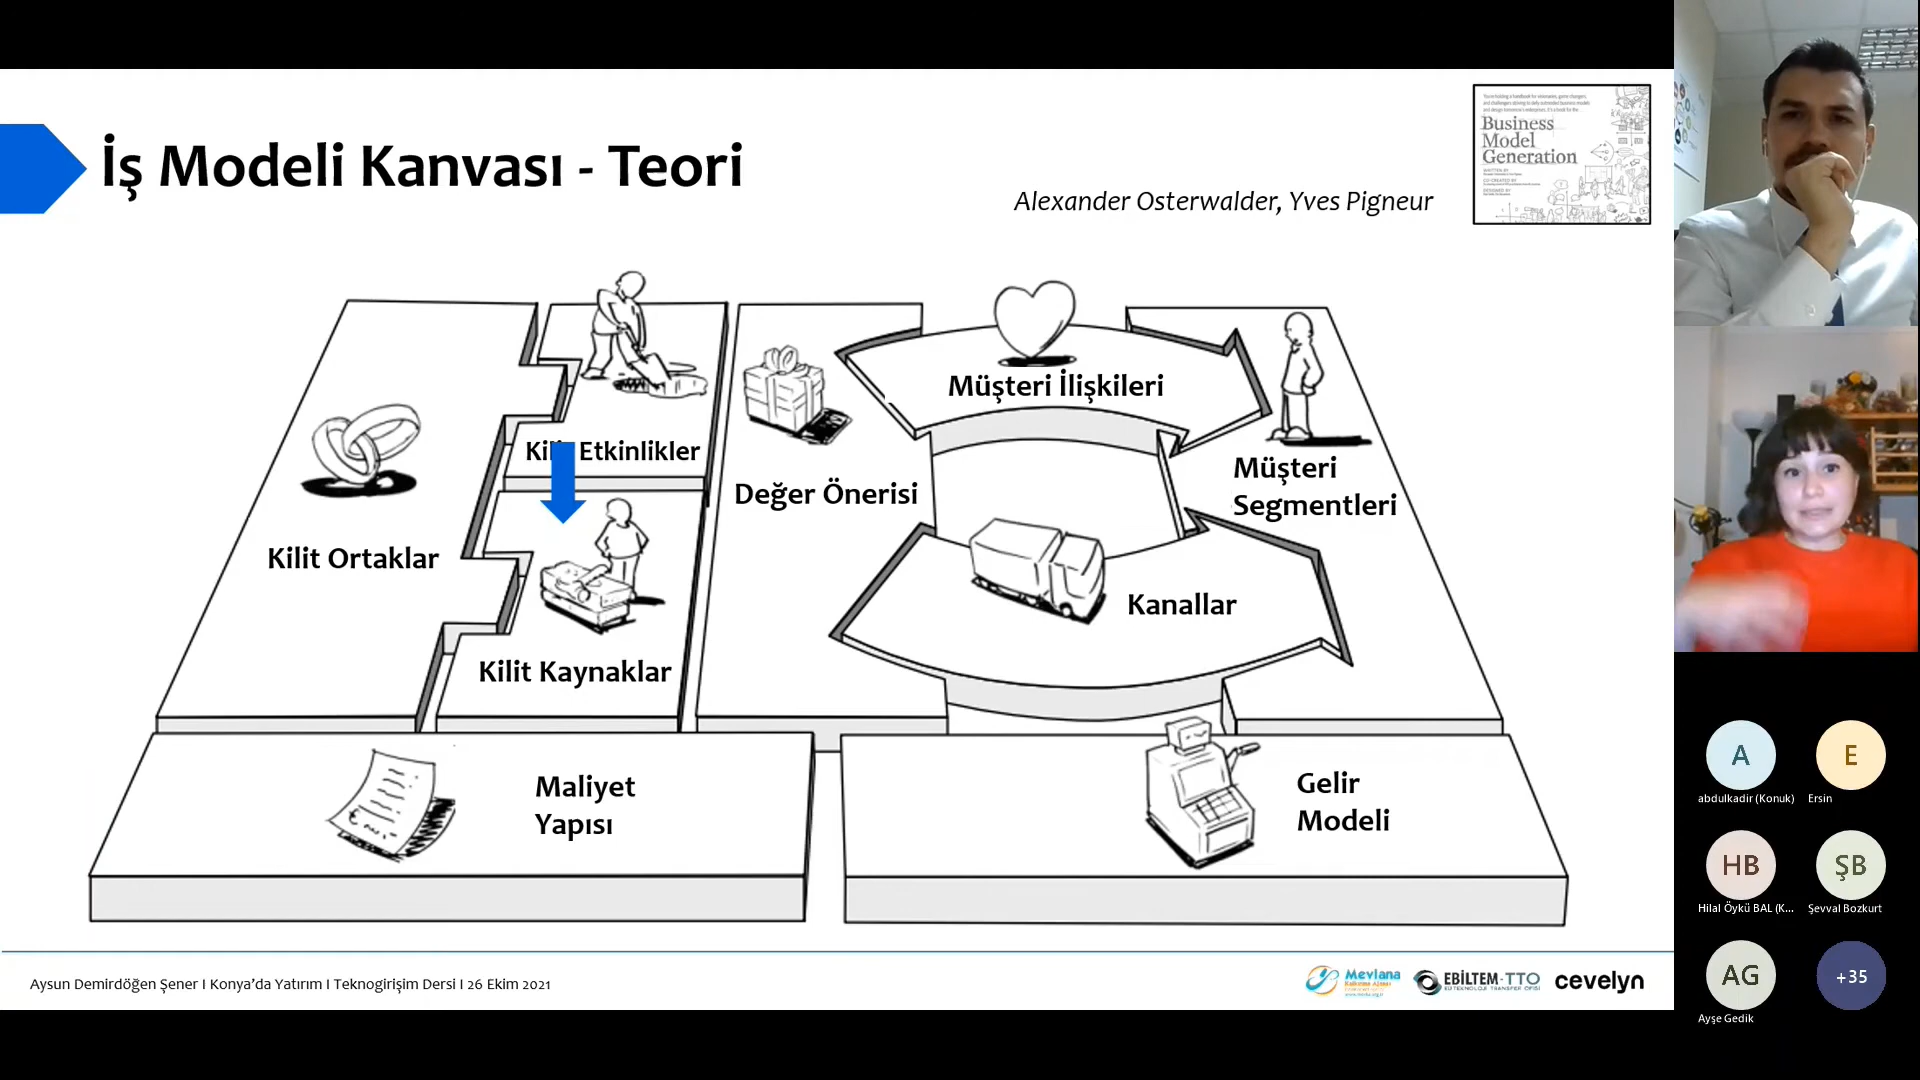 İş Modeli Kanvası - Teori
Alexander Osterwalder, Yves Pigneur
Business
Model
Generation
Müşteri İlişkileri
Etkinlikler
Müşteri
Segmentleri
Değer Önerisi
Kilit Ortaklar
Kanallar
Kilit Kaynaklar
Maliyet
Yapısı
Gelir
Modeli
Aysun Demirdöğen Şener I Konya'da Yatırım I Teknogirişim Dersi I 26 Ekim 2021
Mevlana
EBİLTEM-TTO
cevelyn
A
abdulkadir (Konuk)
E
Ersin
HB
Hilal Öykü BAL (K...
ŞB
Şevval Bozkurt
AG
Ayşe Gedik
+35